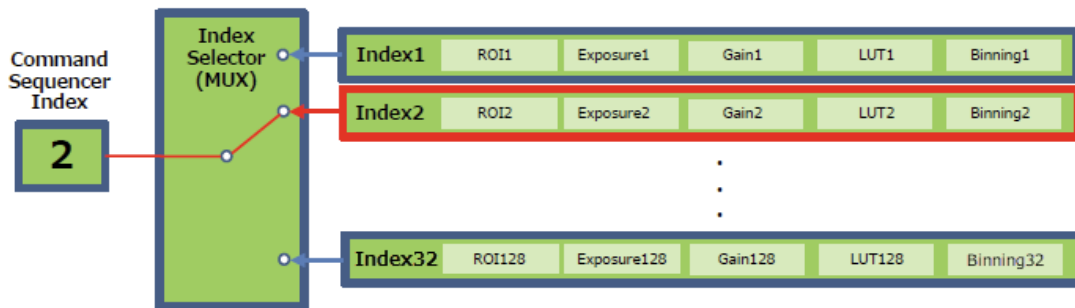 Command
Sequencer
Index
2
Index
Selector
(MUX)
Index1 ROI1 Exposure1 Gain1 LUT1 Binning1
Index2 ROI2 Exposure2 Gain2 LUT2 Binning2
Index32 ROI128 Exposure128 Gain128 LUT128 Binning32